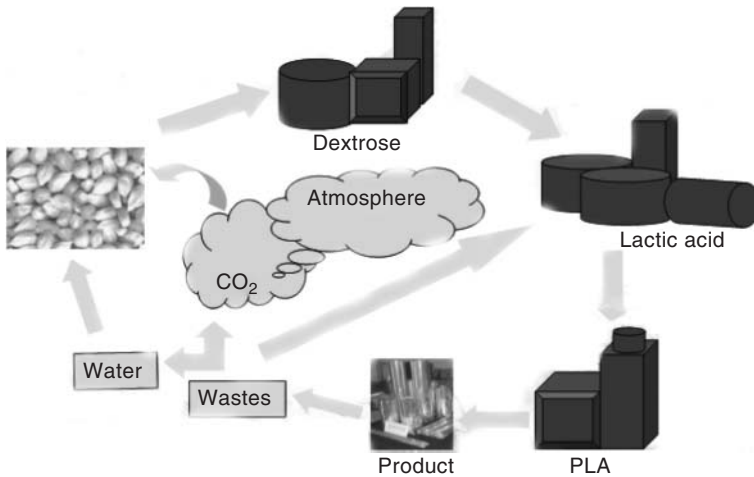 Dextrose
Atmosphere
Lactic acid
CO₂
Water
Wastes
Product
PLA